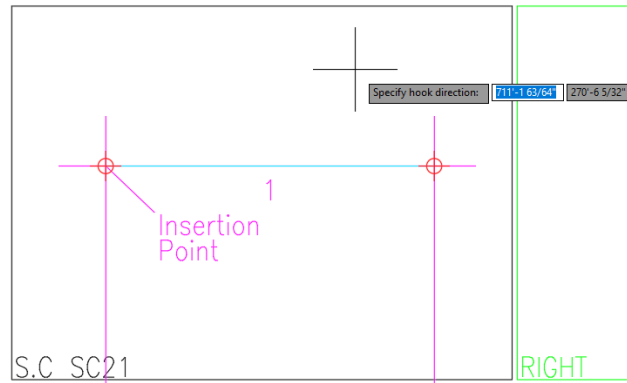 Specify hook direction: 711'-1 63/64" 270'-6 5/32"
1
Insertion
Point
S.C SC21
RIGHT